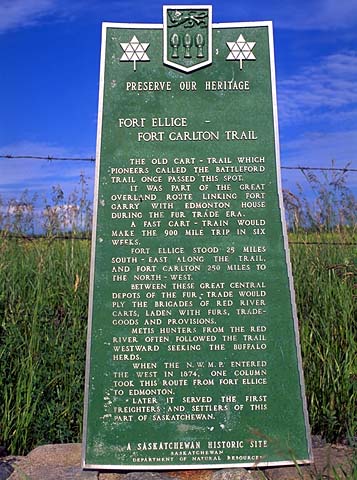 PRESERVE OUR HERITAGE
FORT ELLICE -
FORT CARLTON TRAIL
THE OLD CART - TRAIL WHICH
PIONEERS CALLED THE BATTLEFORD
TRAIL ONCE PASSED THIS SPOT.
IT WAS PART OF THE GREAT
OVERLAND ROUTE LINKING FORT
GARRY WITH EDMONTON HOUSE
DURING THE FUR TRADE ERA.
A FAST CART - TRAIN WOULD
MAKE THE 900 MILE TRIP IN SIX
WEEKS.
FORT ELLICE STOOD 25 MILES
SOUTH - EAST ALONG THE TRAIL,
AND FORT CARLTON 250 MILES TO
THE NORTH - WEST.
BETWEEN THESE GREAT CENTRAL
DEPOTS OF THE FUR - TRADE WOULD
PLY THE BRIGADES OF RED RIVER
CARTS, LADEN WITH FURS, TRADE-
GOODS AND PROVISIONS.
METIS HUNTERS FROM THE RED
RIVER OFTEN FOLLOWED THE TRAIL
WESTWARD SEEKING THE BUFFALO
HERDS.
WHEN THE N.W.M.P. ENTERED
THE WEST IN 1874, ONE COLUMN
TOOK THIS ROUTE FROM FORT ELLICE
TO EDMONTON.
LATER IT SERVED THE FIRST
FREIGHTERS AND SETTLERS OF THIS
PART OF SASKATCHEWAN.
A SASKATCHEWAN HISTORIC SITE
SASKATCHEWAN
DEPARTMENT OF NATURAL RESOURCES